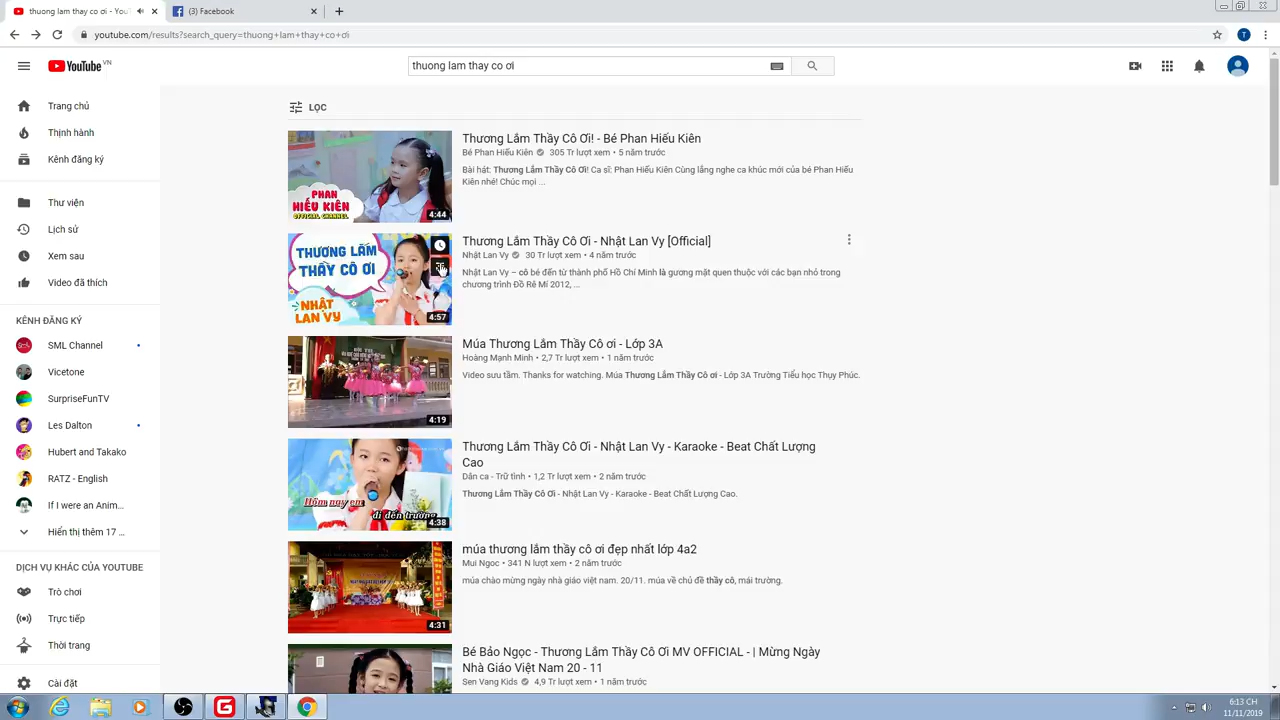 thuong lam thay co ơi - YouT
(3) Facebook
youtube.com/results?search_query=thuong+lam+thay+co+ơi
T
YouTube VN
thuong lam thay co ơi
Trang chủ
Thịnh hành
Kênh đăng ký
Thư viện
Lịch sử
Xem sau
Video đã thích
KÊNH ĐĂNG KÝ
SML Channel
Vicetone
SurpriseFunTV
Les Dalton
Hubert and Takako
RATZ - English
If I were an Anim...
Hiển thị thêm 17 ...
DỊCH VỤ KHÁC CỦA YOUTUBE
Trò chơi
Trực tiếp
Thời trang
Cài đặt
LỌC
PHAN
HIẾU KIÊN
OFFICIAL CHANNEL
4:44
Thương Lắm Thầy Cô Ơi! - Bé Phan Hiếu Kiên
Bé Phan Hiếu Kiên 305 Tr lượt xem • 5 năm trước
Bài hát: Thương Lắm Thầy Cô Ơi! Ca sĩ: Phan Hiếu Kiên Cùng lắng nghe ca khúc mới của bé Phan Hiếu
Kiên nhé! Chúc mọi ...
THƯƠNG LẮM
THẦY CÔ ƠI
NHẬT
LAN VY
4:57
Thương Lắm Thầy Cô Ơi - Nhật Lan Vy [Official]
Nhật Lan Vy 30 Tr lượt xem • 4 năm trước
Nhật Lan Vy – cô bé đến từ thành phố Hồ Chí Minh là gương mặt quen thuộc với các bạn nhỏ trong
chương trình Đồ Rê Mí 2012, ...
4:19
Múa Thương Lắm Thầy Cô ơi - Lớp 3A
Hoàng Mạnh Minh • 2,7 Tr lượt xem • 1 năm trước
Video sưu tầm. Thanks for watching. Múa Thương Lắm Thầy Cô ơi - Lớp 3A Trường Tiểu học Thụy Phúc.
Hôm nay em
đi đến trường
4:38
Thương Lắm Thầy Cô Ơi - Nhật Lan Vy - Karaoke - Beat Chất Lượng
Cao
Dân ca - Trữ tình • 1,2 Tr lượt xem • 2 năm trước
Thương Lắm Thầy Cô Ơi - Nhật Lan Vy - Karaoke - Beat Chất Lượng Cao.
4:31
múa thương lắm thầy cô ơi đẹp nhất lớp 4a2
Mui Ngoc • 341 N lượt xem • 2 năm trước
múa chào mừng ngày nhà giáo việt nam. 20/11. múa về chủ đề thầy cô, mái trường.
Bé Bảo Ngọc - Thương Lắm Thầy Cô Ơi MV OFFICIAL - | Mừng Ngày
Nhà Giáo Việt Nam 20 - 11
Sen Vang Kids 4,9 Tr lượt xem • 1 năm trước
6:13 CH
11/11/2019